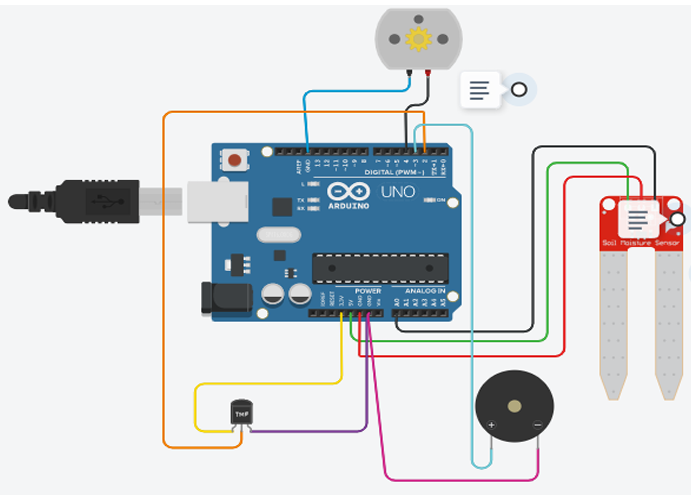 AREF
GND
13
12
~11
~10
~9
8
7
~6
~5
4
~3
2
TX→1
RX←0
DIGITAL (PWM~)
L
TX
RX
ARDUINO
UNO
ON
POWER
ANALOG IN
IOREF
RESET
3.3V
5V
GND
GND
Vin
A0
A1
A2
A3
A4
A5
Soil Moisture Sensor
TMP
+
−